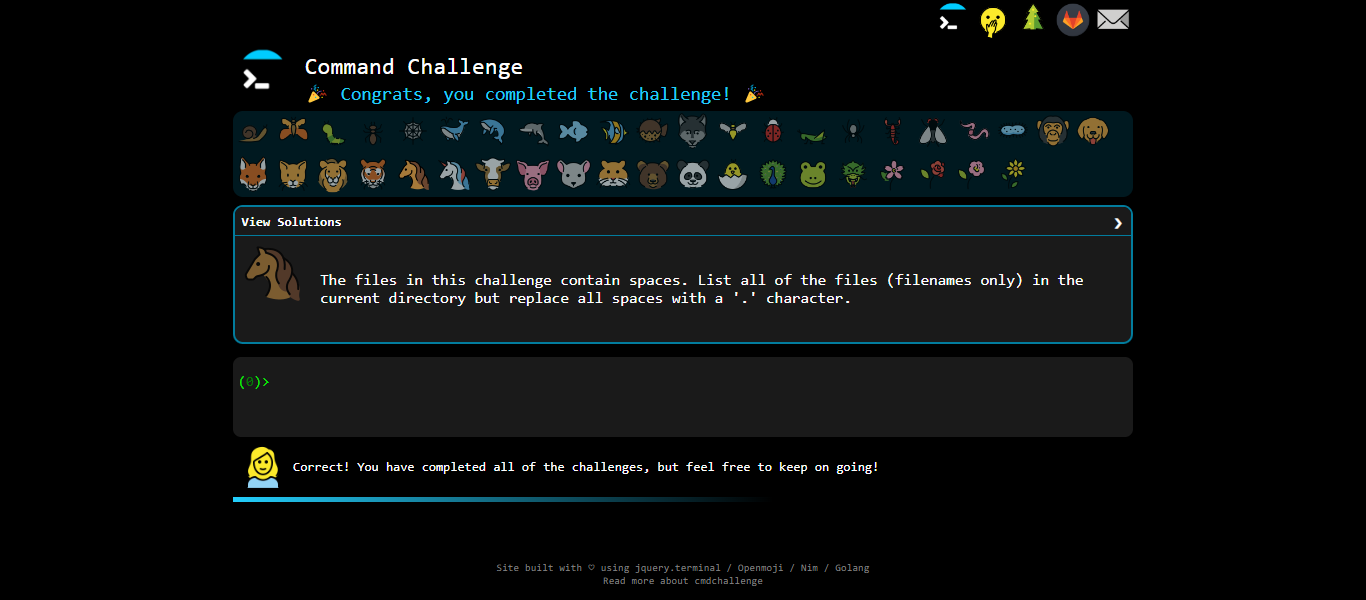 Command Challenge
Congrats, you completed the challenge!
View Solutions
The files in this challenge contain spaces. List all of the files (filenames only) in the
current directory but replace all spaces with a '.' character.
(0)>
Correct! You have completed all of the challenges, but feel free to keep on going!
Site built with ♡ using jquery.terminal / Openmoji / Nim / Golang
Read more about cmdchallenge